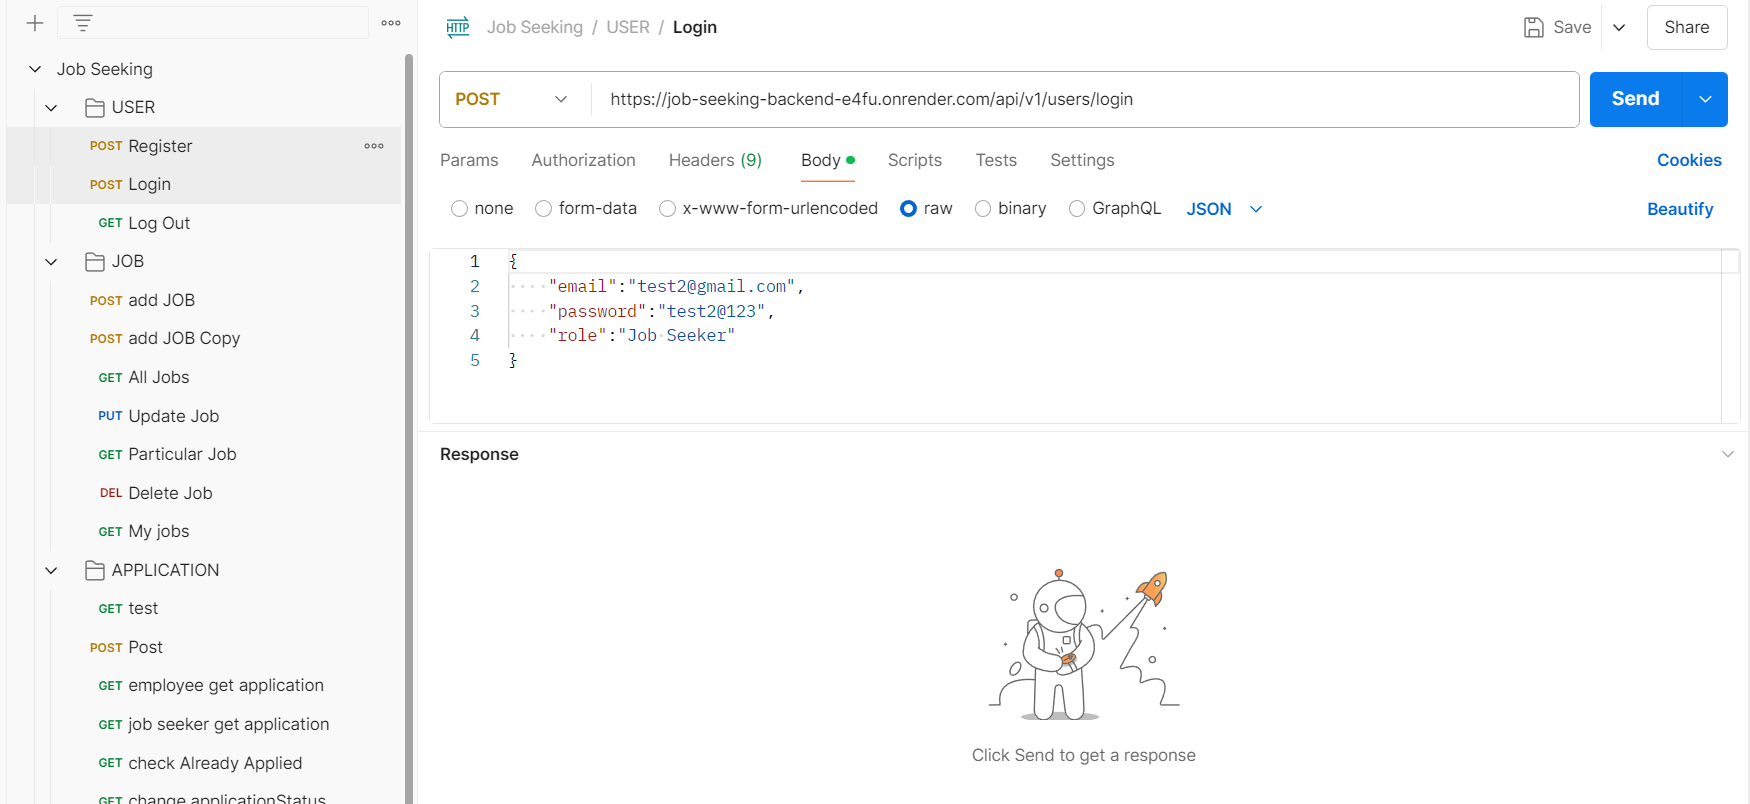 Job Seeking
USER
POST Register
POST Login
GET Log Out
JOB
POST add JOB
POST add JOB Copy
GET All Jobs
PUT Update Job
GET Particular Job
DEL Delete Job
GET My jobs
APPLICATION
GET test
POST Post
GET employee get application
GET job seeker get application
GET check Already Applied
GET change applicationStatus
HTTP Job Seeking / USER / Login
Save
Share
POST https://job-seeking-backend-e4fu.onrender.com/api/v1/users/login
Send
Params Authorization Headers (9) Body Scripts Tests Settings
Cookies
none form-data x-www-form-urlencoded raw binary GraphQL JSON
Beautify
1 {
2 "email":"test2@gmail.com",
3 "password":"test2@123",
4 "role":"Job Seeker"
5 }
Response
Click Send to get a response